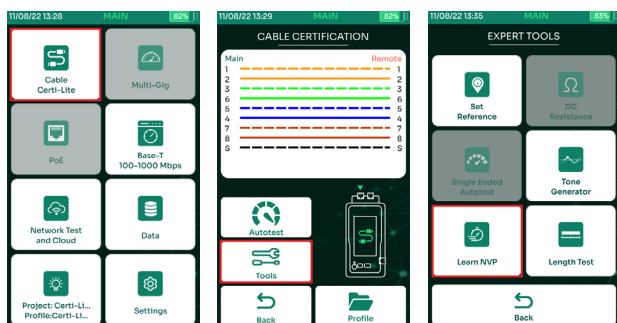 11/08/22 13:28 MAIN 82%
Cable
Certi-Lite
Multi-Gig
PoE
Base-T
100-1000 Mbps
Network Test
and Cloud
Data
Project: Certi-Li...
Profile:Certi-Li...
Settings
11/08/22 13:29 MAIN 82%
CABLE CERTIFICATION
Main Remote
1 1
2 2
3 3
6 6
5 5
4 4
7 7
8 8
S S
Autotest
Tools
Back
Profile
11/08/22 13:35 MAIN 83%
EXPERT TOOLS
Set
Reference
DC
Resistance
Single Ended
Autotest
Tone
Generator
Learn NVP
Length Test
Back